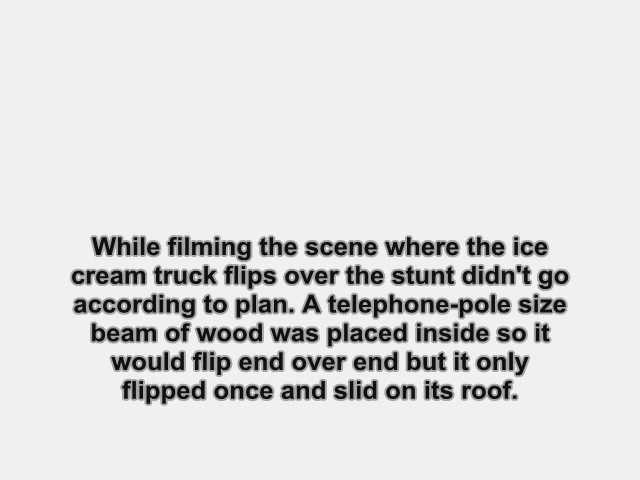 While filming the scene where the ice
cream truck flips over the stunt didn't go
according to plan. A telephone-pole size
beam of wood was placed inside so it
would flip end over end but it only
flipped once and slid on its roof.